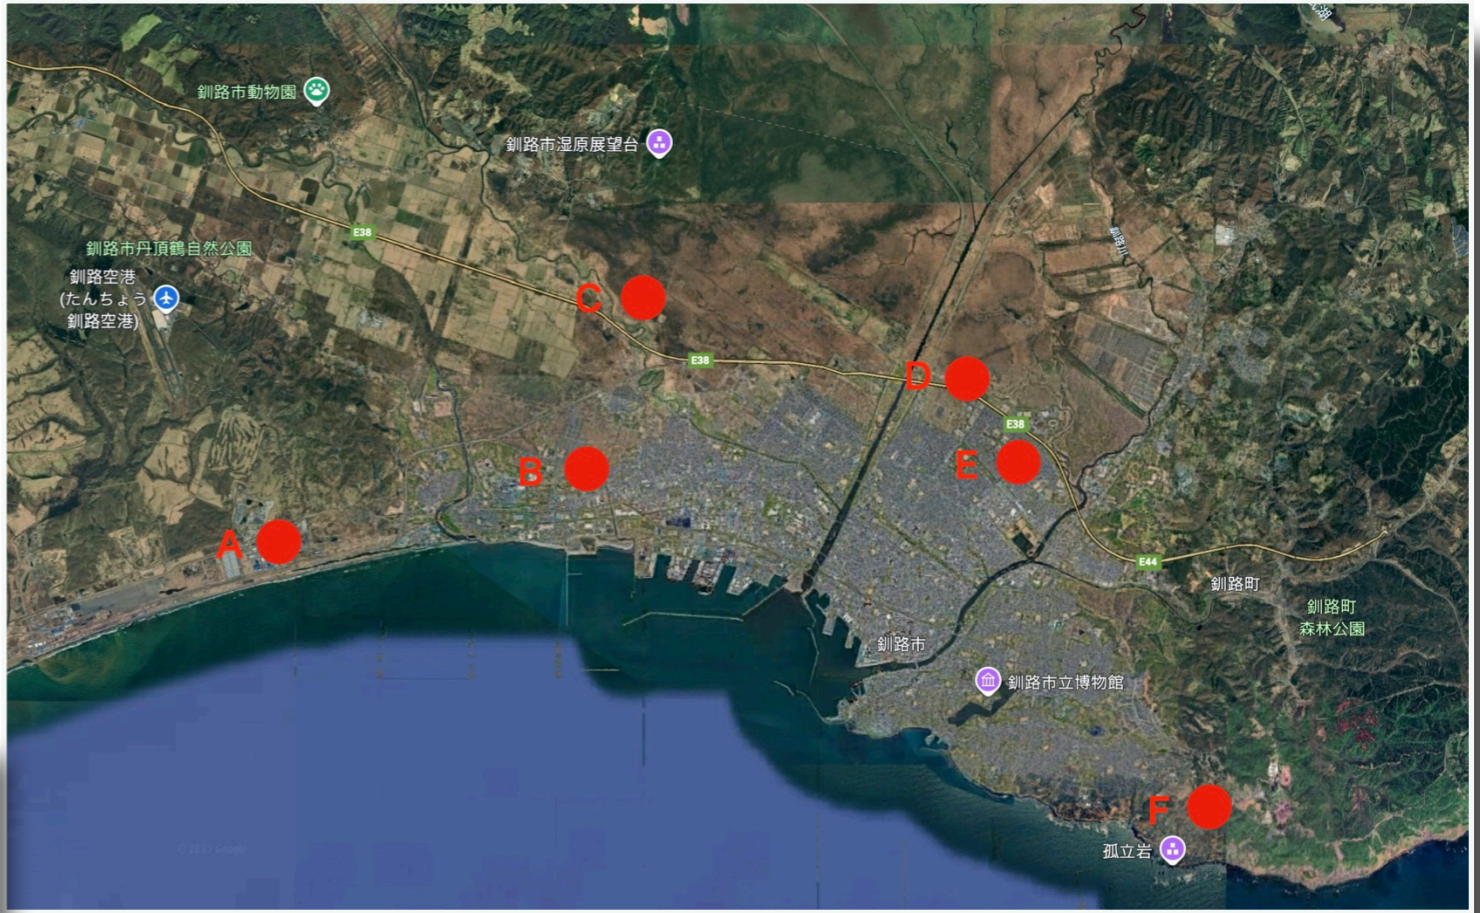 釧路市動物園
釧路市湿原展望台
E38
釧路市丹頂鶴自然公園
釧路空港
(たんちょう
釧路空港)
釧路川
C
E38
D
E38
B
E
A
E44
釧路町
釧路町
森林公園
釧路市
釧路市立博物館
F
孤立岩